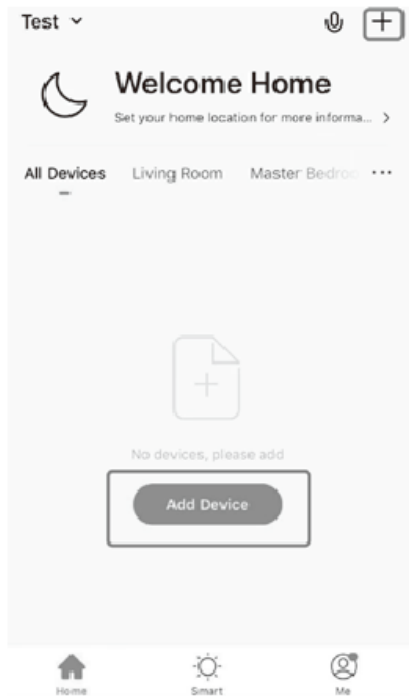 Test
Welcome Home
Set your home location for more informa...
All Devices Living Room Master Bedroo
No devices, please add
Add Device
Home Smart Me